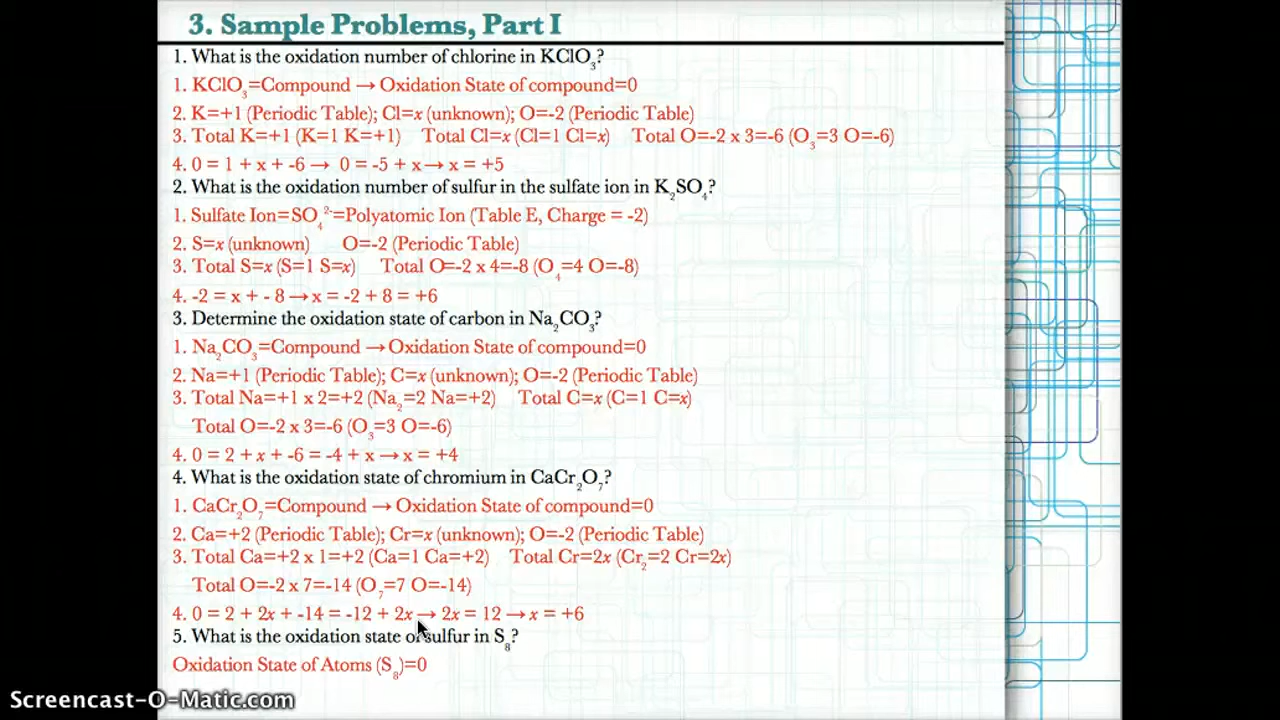 3. Sample Problems, Part I
1. What is the oxidation number of chlorine in KClO₃?
1. KClO₃=Compound → Oxidation State of compound=0
2. K=+1 (Periodic Table); Cl=x (unknown); O=-2 (Periodic Table)
3. Total K=+1 (K=1 K=+1) Total Cl=x (Cl=1 Cl=x) Total O=-2 x 3=-6 (O₃=3 O=-6)
4. 0 = 1 + x + -6 → 0 = -5 + x → x = +5
2. What is the oxidation number of sulfur in the sulfate ion in K₂SO₄?
1. Sulfate Ion=SO₄²⁻=Polyatomic Ion (Table E, Charge = -2)
2. S=x (unknown) O=-2 (Periodic Table)
3. Total S=x (S=1 S=x) Total O=-2 x 4=-8 (O₄=4 O=-8)
4. -2 = x + - 8 → x = -2 + 8 = +6
3. Determine the oxidation state of carbon in Na₂CO₃?
1. Na₂CO₃=Compound → Oxidation State of compound=0
2. Na=+1 (Periodic Table); C=x (unknown); O=-2 (Periodic Table)
3. Total Na=+1 x 2=+2 (Na₂=2 Na=+2) Total C=x (C=1 C=x)
Total O=-2 x 3=-6 (O₃=3 O=-6)
4. 0 = 2 + x + -6 = -4 + x → x = +4
4. What is the oxidation state of chromium in CaCr₂O₇?
1. CaCr₂O₇=Compound → Oxidation State of compound=0
2. Ca=+2 (Periodic Table); Cr=x (unknown); O=-2 (Periodic Table)
3. Total Ca=+2 x 1=+2 (Ca=1 Ca=+2) Total Cr=2x (Cr₂=2 Cr=2x)
Total O=-2 x 7=-14 (O₇=7 O=-14)
4. 0 = 2 + 2x + -14 = -12 + 2x → 2x = 12 → x = +6
5. What is the oxidation state of sulfur in S₈?
Oxidation State of Atoms (S₈)=0
Screencast-O-Matic.com